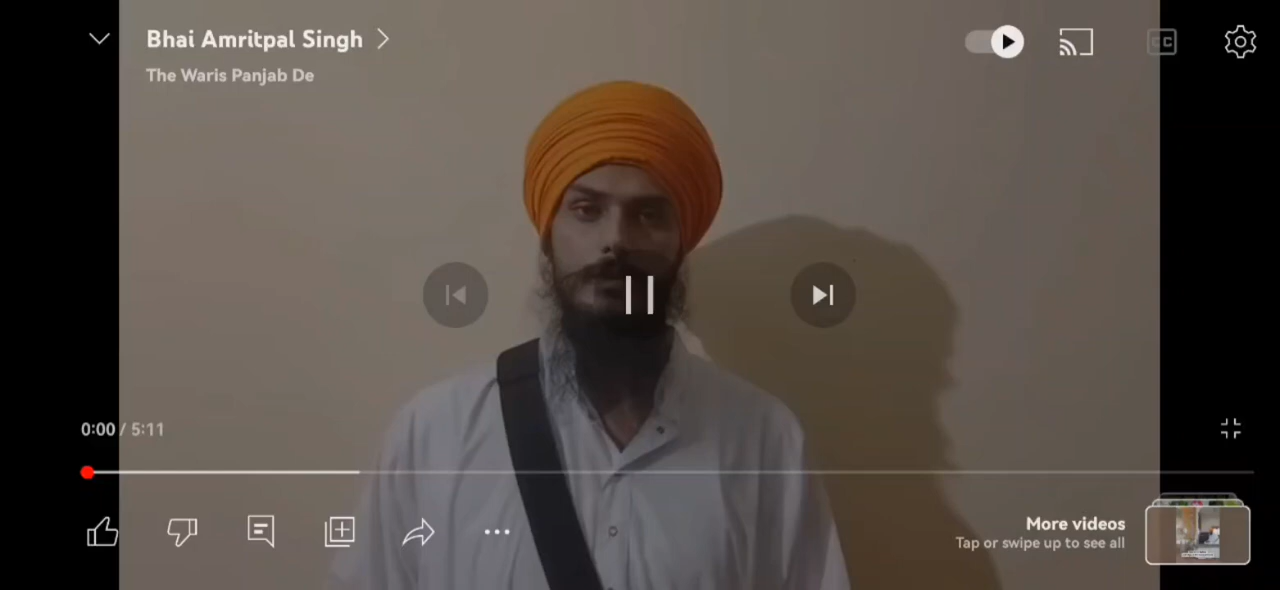 Bhai Amritpal Singh
The Waris Panjab De
CC
0:00 / 5:11
More videos
Tap or swipe up to see all